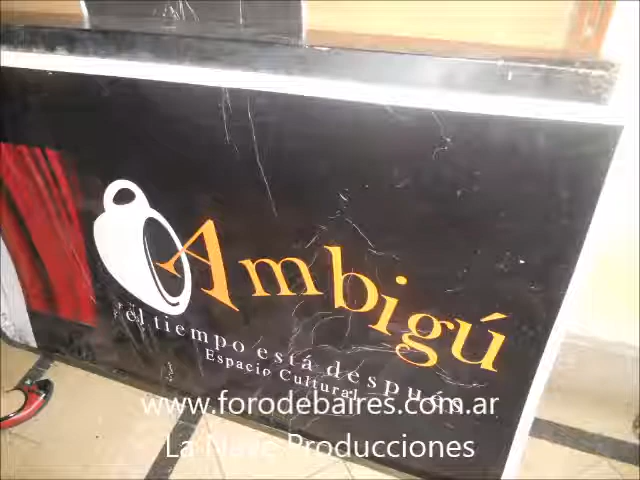 Ambigú
el tiempo está después
Espacio Cultural
www.forodebaires.com.ar
La Nave Producciones